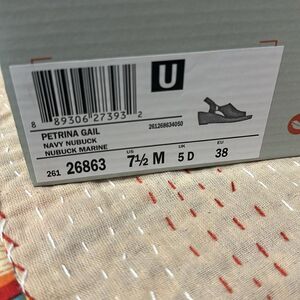 U
8 89306 27393 2
261268634050
PETRINA GAIL
NAVY NUBUCK
NUBUCK MARINE
261 26863
US 7½ M
UK 5 D
EU 38